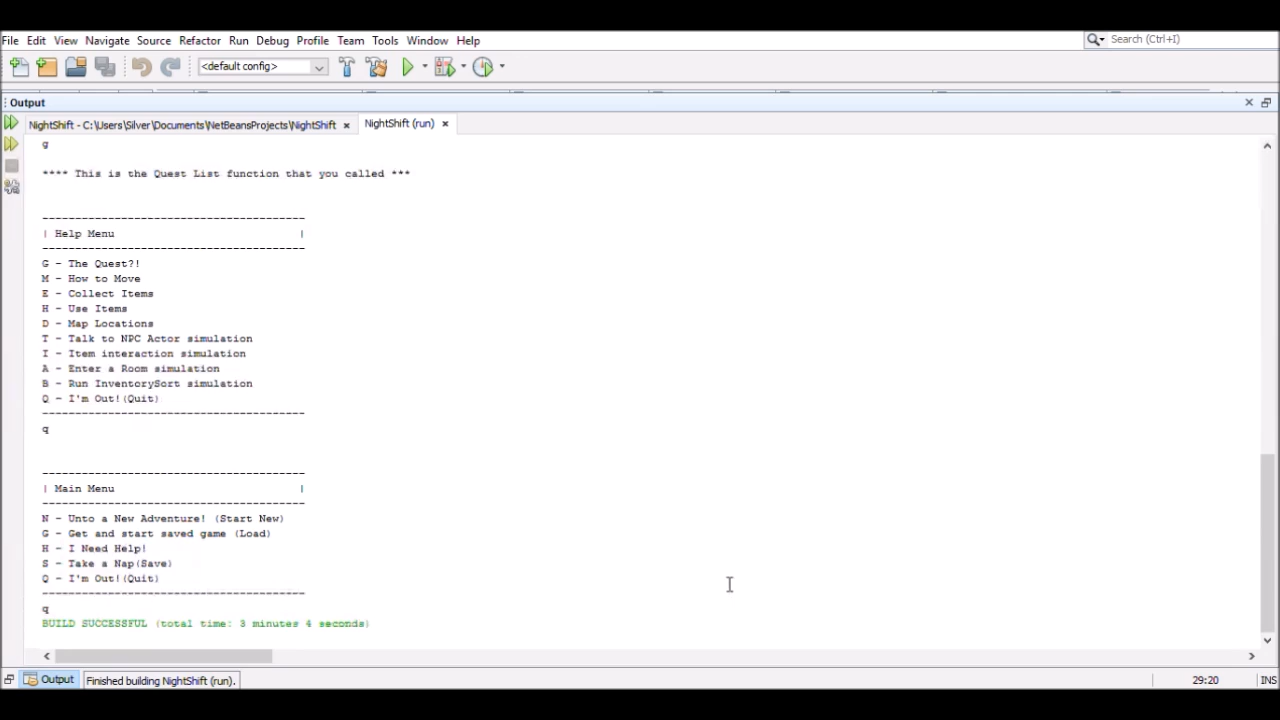 File Edit View Navigate Source Refactor Run Debug Profile Team Tools Window Help
Search (Ctrl+I)
<default config>
Output
NightShift - C:\Users\Silver\Documents\NetBeansProjects\NightShift
NightShift (run)
g
**** This is the Quest List function that you called ***
----------------------------------------
| Help Menu |
----------------------------------------
G - The Quest?!
M - How to Move
E - Collect Items
H - Use Items
D - Map Locations
T - Talk to NPC Actor simulation
I - Item interaction simulation
A - Enter a Room simulation
B - Run InventorySort simulation
Q - I'm Out!(Quit)
----------------------------------------
q
----------------------------------------
| Main Menu |
----------------------------------------
N - Unto a New Adventure! (Start New)
G - Get and start saved game (Load)
H - I Need Help!
S - Take a Nap(Save)
Q - I'm Out!(Quit)
----------------------------------------
q
BUILD SUCCESSFUL (total time: 3 minutes 4 seconds)
Output
Finished building NightShift (run).
29:20
INS